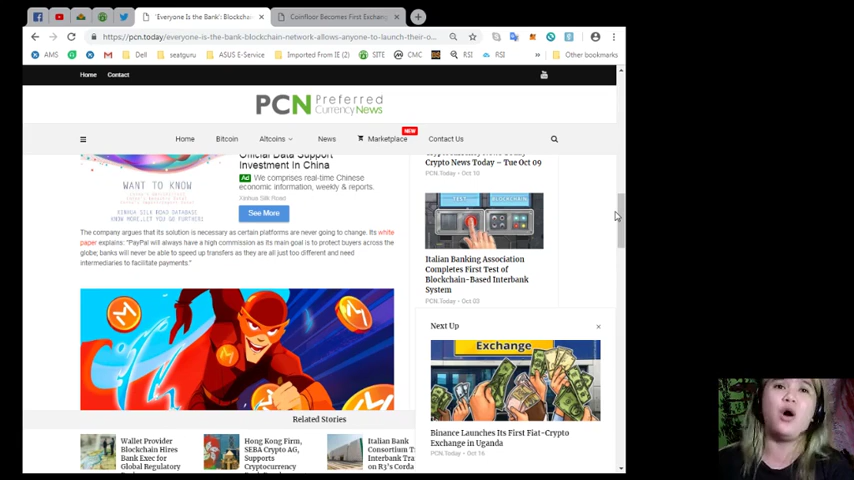 "Everyone Is the Bank': Blockchai
Coinfloor Becomes First Exchang
https://pcn.today/everyone-is-the-bank-blockchain-network-allows-anyone-to-launch-their-o...
AMS
Dell
seatguru
ASUS E-Service
Imported From IE (2)
SITE
CMC
RSI
RSI
»
Other bookmarks
Home
Contact
PCN Preferred
Currency News
Home
Bitcoin
Altcoins
News
Marketplace
NEW
Contact Us
WANT TO KNOW
Official Data Support
Investment In China
Ad We comprises real-time Chinese
economic information, weekly & reports.
Xinhua Silk Road
See More
XINHUA SILK ROAD DATABASE
The company argues that its solution is necessary as certain platforms are never going to change. Its white
paper explains: "PayPal will always have a high commission as its main goal is to protect buyers across the
globe; banks will never be able to speed up transfers as they are all just too different and need
intermediaries to facilitate payments."
Crypto News Today – Tue Oct 09
PCN.Today • Oct 10
TEST
BLOCKCHAIN
Italian Banking Association
Completes First Test of
Blockchain-Based Interbank
System
PCN.Today • Oct 03
Next Up
Exchange
Binance Launches Its First Fiat-Crypto
Exchange in Uganda
PCN.Today • Oct 16
Related Stories
Wallet Provider
Blockchain Hires
Bank Exec for
Global Regulatory
Hong Kong Firm,
SEBA Crypto AG,
Supports
Cryptocurrency
Italian Bank
Consortium T
Interbank Tra
on R3's Corda